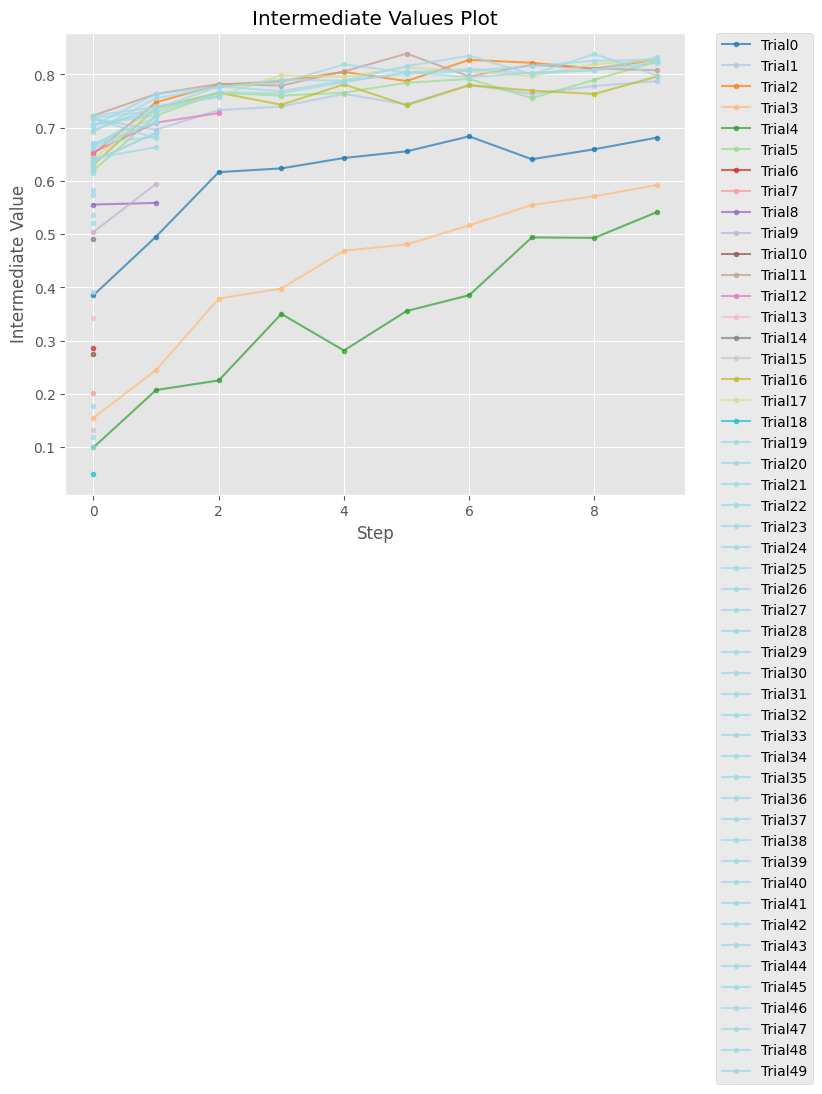 Intermediate Values Plot
Intermediate Value
0.8
0.7
0.6
0.5
0.4
0.3
0.2
0.1
0 2 4 6 8
Step
Trial0
Trial1
Trial2
Trial3
Trial4
Trial5
Trial6
Trial7
Trial8
Trial9
Trial10
Trial11
Trial12
Trial13
Trial14
Trial15
Trial16
Trial17
Trial18
Trial19
Trial20
Trial21
Trial22
Trial23
Trial24
Trial25
Trial26
Trial27
Trial28
Trial29
Trial30
Trial31
Trial32
Trial33
Trial34
Trial35
Trial36
Trial37
Trial38
Trial39
Trial40
Trial41
Trial42
Trial43
Trial44
Trial45
Trial46
Trial47
Trial48
Trial49